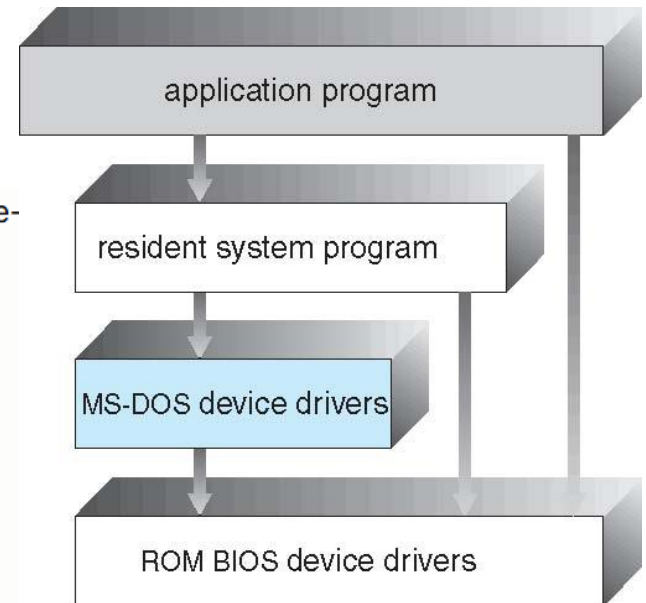 application program
e-
resident system program
MS-DOS device drivers
ROM BIOS device drivers